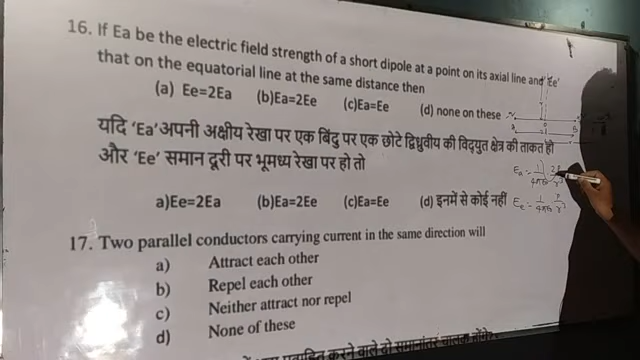 16. If Ea be the electric field strength of a short dipole at a point on its axial line and 'Ee'
that on the equatorial line at the same distance then
(a) Ee=2Ea (b)Ea=2Ee (c)Ea=Ee (d) none on these
यदि 'Ea'अपनी अक्षीय रेखा पर एक बिंदु पर एक छोटे द्विध्रुवीय की विद्युत क्षेत्र की ताकत हो
और 'Ee' समान दूरी पर भूमध्य रेखा पर हो तो
a)Ee=2Ea (b)Ea=2Ee (c)Ea=Ee (d) इनमें से कोई नहीं
17. Two parallel conductors carrying current in the same direction will
a) Attract each other
b) Repel each other
c) Neither attract nor repel
d) None of these